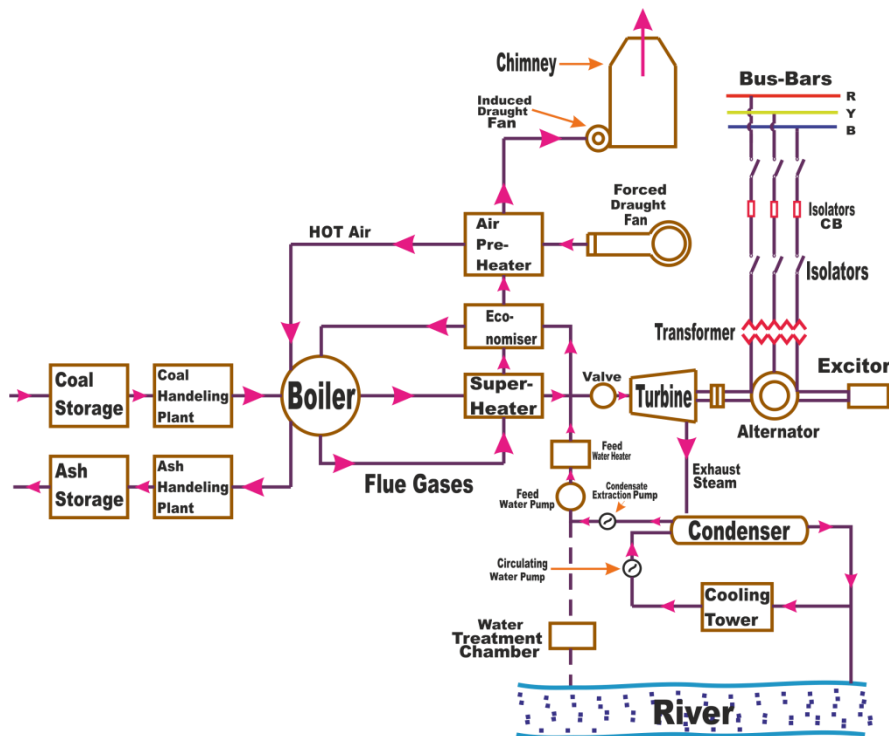 Chimney
Induced
Draught
Fan
Bus-Bars
R
Y
B
Forced
Draught
Fan
HOT Air
Air
Pre-
Heater
Isolators
CB
Isolators
Eco-
nomiser
Transformer
Coal
Storage
Coal
Handeling
Plant
Boiler
Super-
Heater
Valve
Turbine
Excitor
Alternator
Ash
Storage
Ash
Handeling
Plant
Flue Gases
Feed
Water Heater
Exhaust
Steam
Feed
Water Pump
Condensate
Extraction Pump
Condenser
Circulating
Water Pump
Cooling
Tower
Water
Treatment
Chamber
River